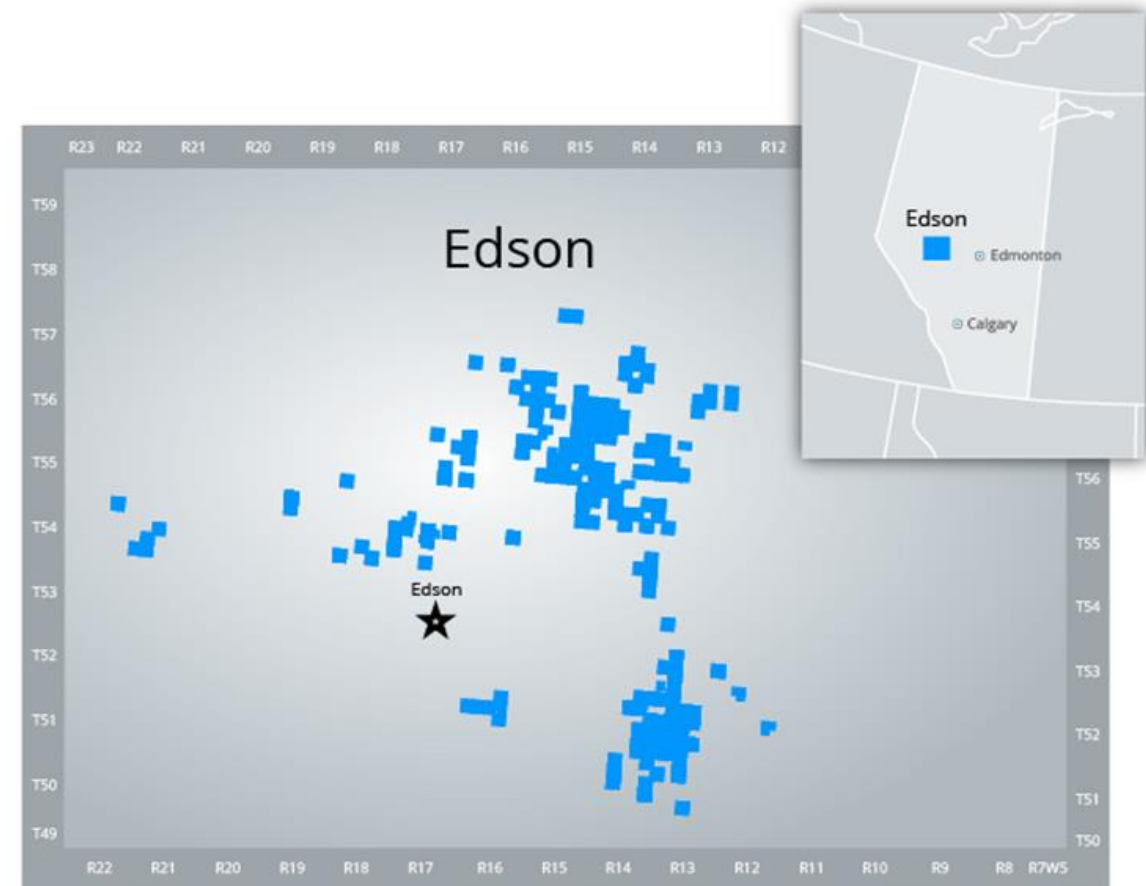 R23 R22 R21 R20 R19 R18 R17 R16 R15 R14 R13 R12
Edson
Edmonton
Calgary
T59
T58
T57
T56
T55
T54
T53
T52
T51
T50
T49
Edson
Edson
T56
T55
T54
T53
T52
T51
T50
R22 R21 R20 R19 R18 R17 R16 R15 R14 R13 R12 R11 R10 R9 R8 R7W5